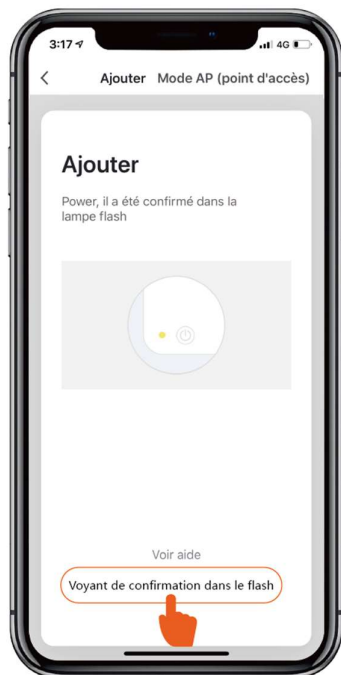 3:17 4G
Ajouter Mode AP (point d'accès)
Ajouter
Power, il a été confirmé dans la
lampe flash
Voir aide
Voyant de confirmation dans le flash